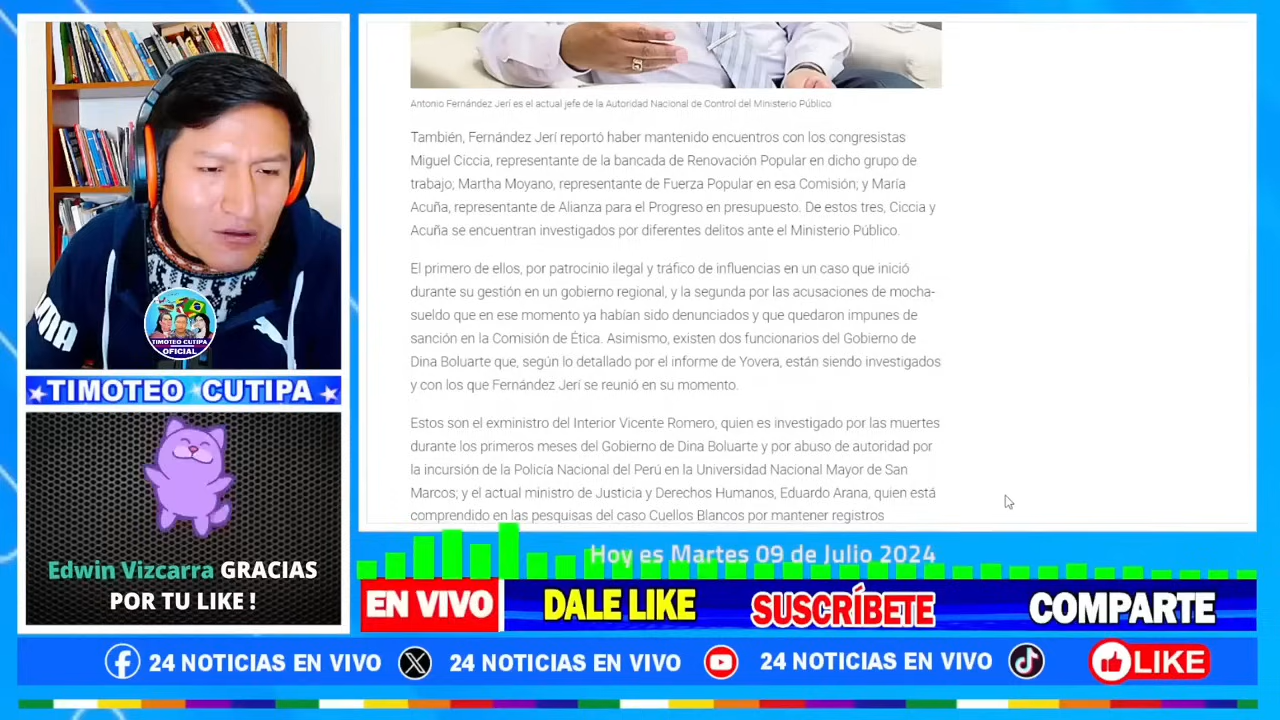 Antonio Fernández Jerí es el actual jefe de la Autoridad Nacional de Control del Ministerio Público
También, Fernández Jerí reportó haber mantenido encuentros con los congresistas
Miguel Ciccia, representante de la bancada de Renovación Popular en dicho grupo de
trabajo; Martha Moyano, representante de Fuerza Popular en esa Comisión; y María
Acuña, representante de Alianza para el Progreso en presupuesto. De estos tres, Ciccia y
Acuña se encuentran investigados por diferentes delitos ante el Ministerio Público.
El primero de ellos, por patrocinio ilegal y tráfico de influencias en un caso que inició
durante su gestión en un gobierno regional, y la segunda por las acusaciones de mocha-
sueldo que en ese momento ya habían sido denunciados y que quedaron impunes de
sanción en la Comisión de Ética. Asimismo, existen dos funcionarios del Gobierno de
Dina Boluarte que, según lo detallado por el informe de Yovera, están siendo investigados
y con los que Fernández Jerí se reunió en su momento.
Estos son el exministro del Interior Vicente Romero, quien es investigado por las muertes
durante los primeros meses del Gobierno de Dina Boluarte y por abuso de autoridad por
la incursión de la Policía Nacional del Perú en la Universidad Nacional Mayor de San
Marcos; y el actual ministro de Justicia y Derechos Humanos, Eduardo Arana, quien está
comprendido en las pesquisas del caso Cuellos Blancos por mantener registros
TIMOTEO CUTIPA
OFICIAL
TIMOTEO CUTIPA
Edwin Vizcarra GRACIAS
POR TU LIKE !
Hoy es Martes 09 de Julio 2024
EN VIVO
DALE LIKE
SUSCRÍBETE
COMPARTE
24 NOTICIAS EN VIVO
24 NOTICIAS EN VIVO
24 NOTICIAS EN VIVO
LIKE